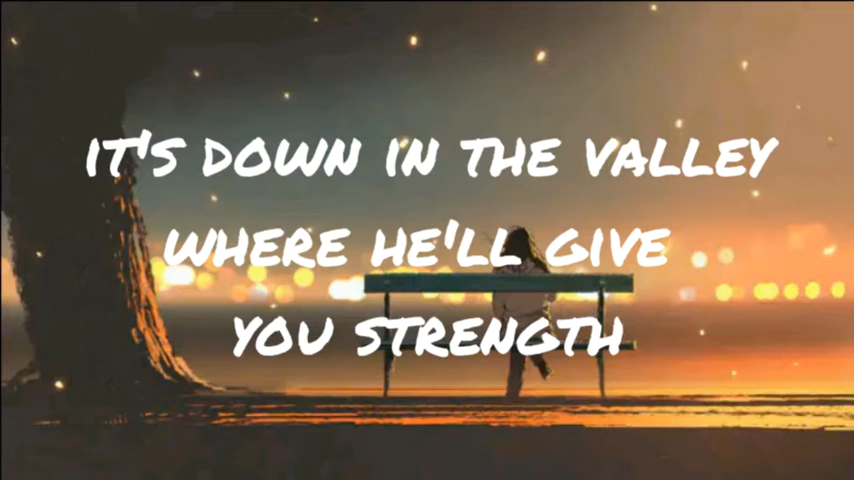 it's down in the valley
where he'll give
you strength